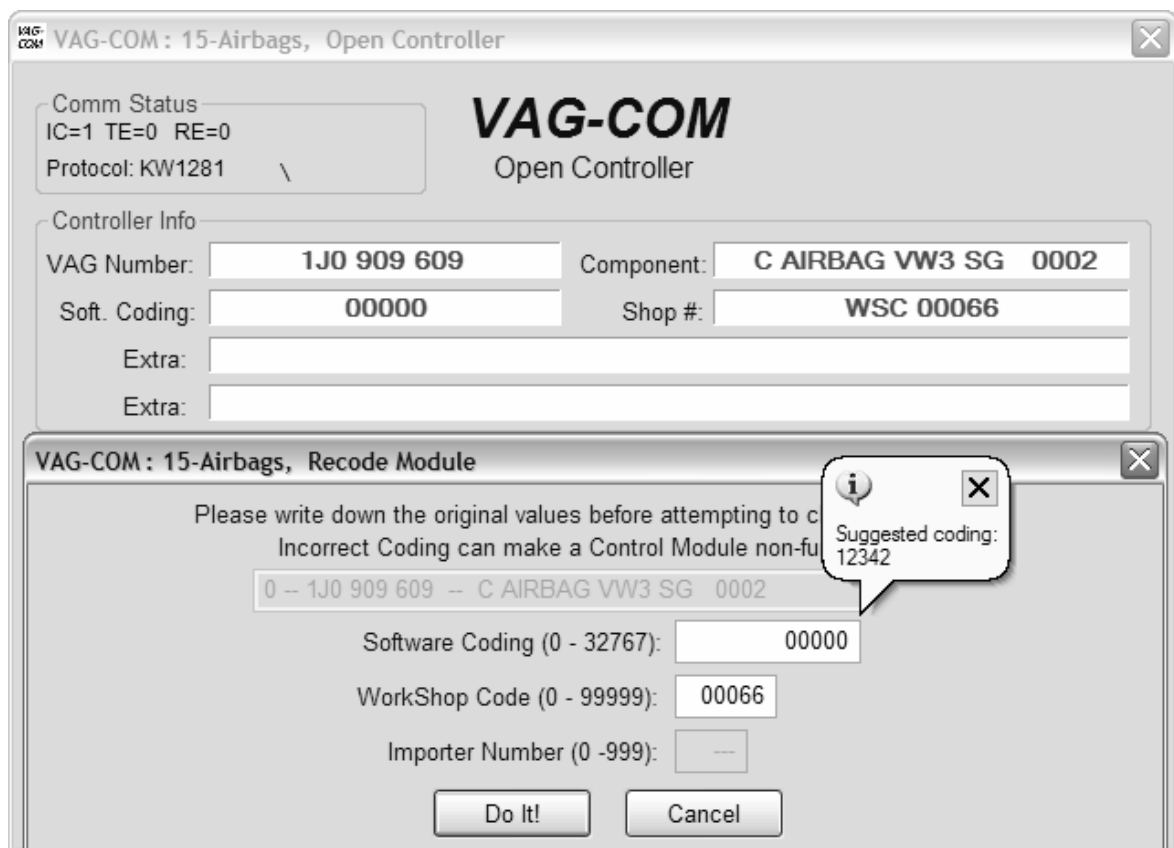 VAG-COM VAG-COM : 15-Airbags, Open Controller
Comm Status
IC=1 TE=0 RE=0
Protocol: KW1281 \
VAG-COM
Open Controller
Controller Info
VAG Number: 1J0 909 609 Component: C AIRBAG VW3 SG 0002
Soft. Coding: 00000 Shop #: WSC 00066
Extra:
Extra:
VAG-COM : 15-Airbags, Recode Module
Please write down the original values before attempting to c
Incorrect Coding can make a Control Module non-fu
Suggested coding:
12342
0 -- 1J0 909 609 -- C AIRBAG VW3 SG 0002
Software Coding (0 - 32767): 00000
WorkShop Code (0 - 99999): 00066
Importer Number (0 -999): ---
Do It! Cancel